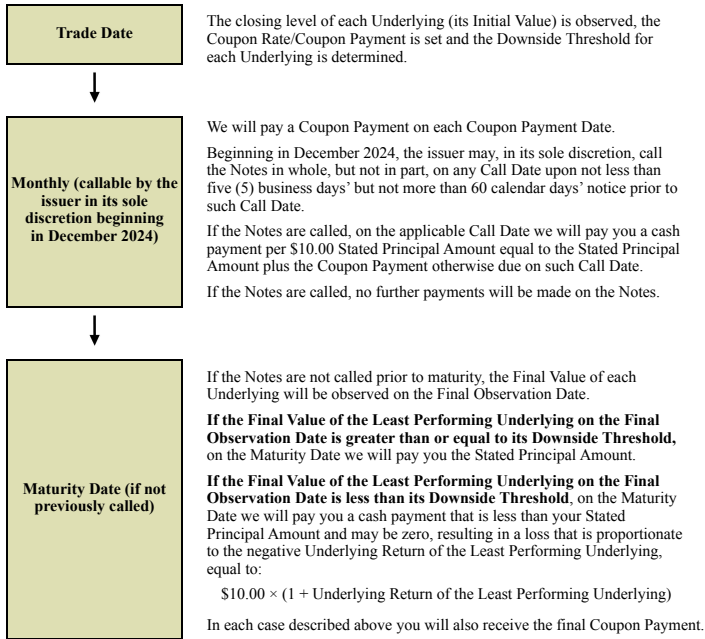 Trade Date
The closing level of each Underlying (its Initial Value) is observed, the
Coupon Rate/Coupon Payment is set and the Downside Threshold for
each Underlying is determined.
Monthly (callable by the
issuer in its sole
discretion beginning
in December 2024)
We will pay a Coupon Payment on each Coupon Payment Date.
Beginning in December 2024, the issuer may, in its sole discretion, call
the Notes in whole, but not in part, on any Call Date upon not less than
five (5) business days’ but not more than 60 calendar days’ notice prior to
such Call Date.
If the Notes are called, on the applicable Call Date we will pay you a cash
payment per $10.00 Stated Principal Amount equal to the Stated Principal
Amount plus the Coupon Payment otherwise due on such Call Date.
If the Notes are called, no further payments will be made on the Notes.
Maturity Date (if not
previously called)
If the Notes are not called prior to maturity, the Final Value of each
Underlying will be observed on the Final Observation Date.
If the Final Value of the Least Performing Underlying on the Final
Observation Date is greater than or equal to its Downside Threshold,
on the Maturity Date we will pay you the Stated Principal Amount.
If the Final Value of the Least Performing Underlying on the Final
Observation Date is less than its Downside Threshold, on the Maturity
Date we will pay you a cash payment that is less than your Stated
Principal Amount and may be zero, resulting in a loss that is proportionate
to the negative Underlying Return of the Least Performing Underlying,
equal to:
$10.00 × (1 + Underlying Return of the Least Performing Underlying)
In each case described above you will also receive the final Coupon Payment.